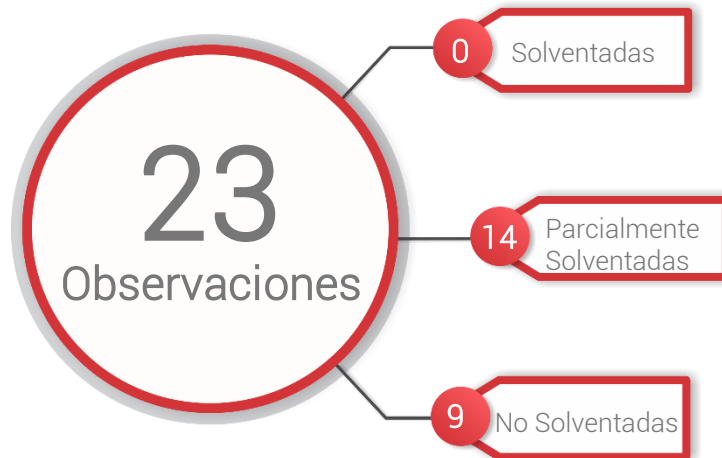 23
Observaciones
0
Solventadas
14
Parcialmente
Solventadas
9
No Solventadas